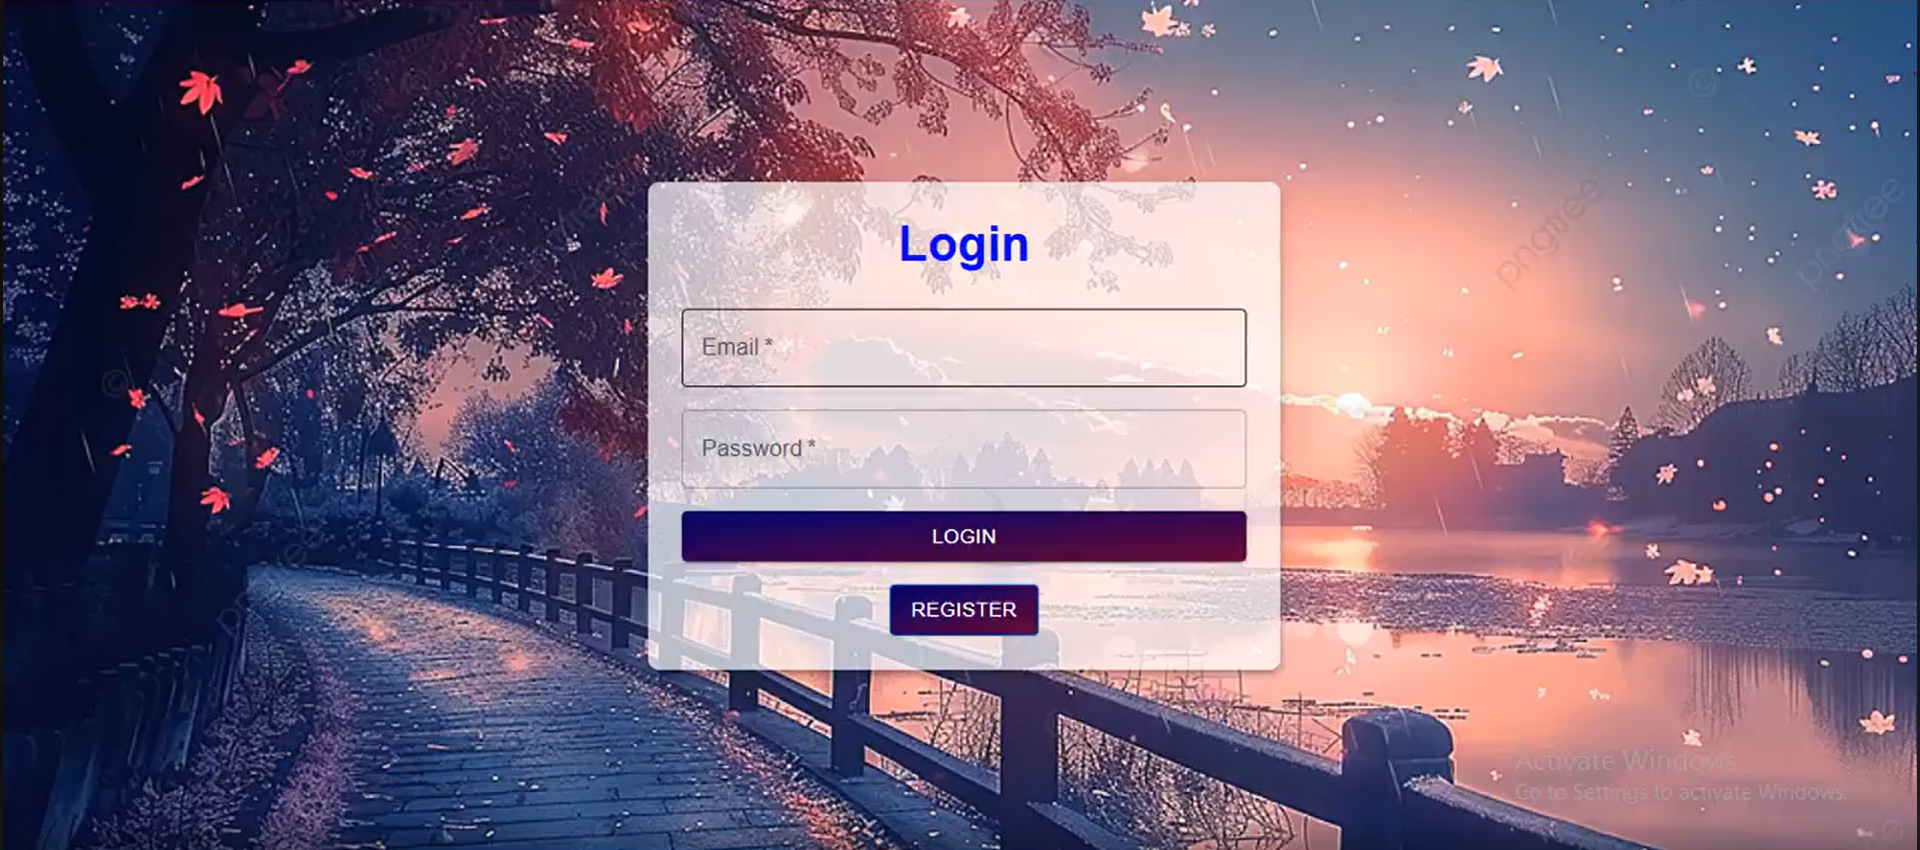 Login
Email *
Password *
LOGIN
REGISTER
pngtree
pngtree
Activate Windows
Go to Settings to activate Windows.